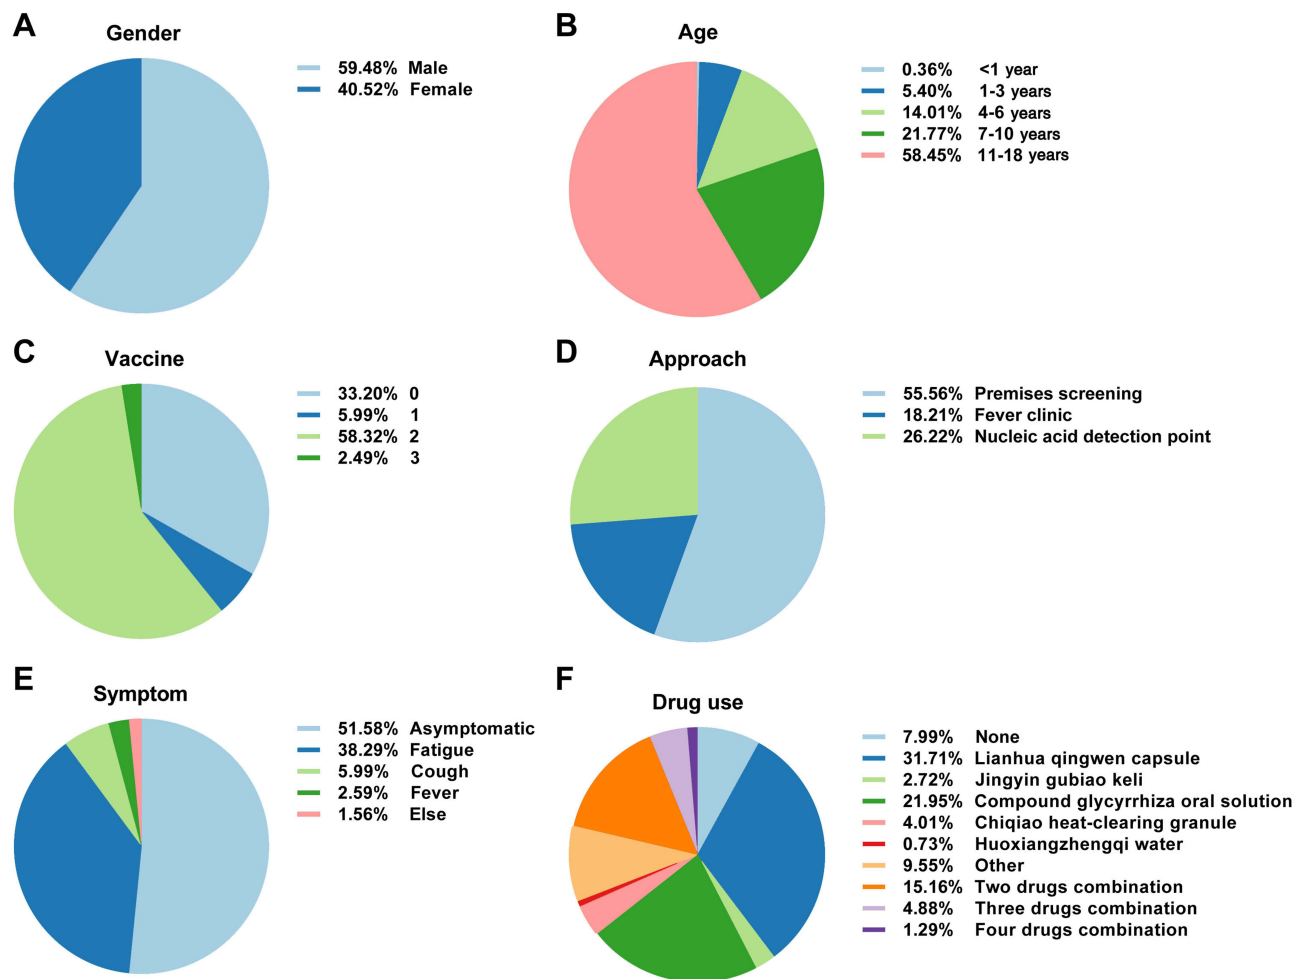 A
Gender
59.48% Male
40.52% Female
B
Age
0.36% <1 year
5.40% 1-3 years
14.01% 4-6 years
21.77% 7-10 years
58.45% 11-18 years
C
Vaccine
33.20% 0
5.99% 1
58.32% 2
2.49% 3
D
Approach
55.56% Premises screening
18.21% Fever clinic
26.22% Nucleic acid detection point
E
Symptom
51.58% Asymptomatic
38.29% Fatigue
5.99% Cough
2.59% Fever
1.56% Else
F
Drug use
7.99% None
31.71% Lianhua qingwen capsule
2.72% Jingyin gubiao keli
21.95% Compound glycyrrhiza oral solution
4.01% Chiqiao heat-clearing granule
0.73% Huoxiangzhengqi water
9.55% Other
15.16% Two drugs combination
4.88% Three drugs combination
1.29% Four drugs combination